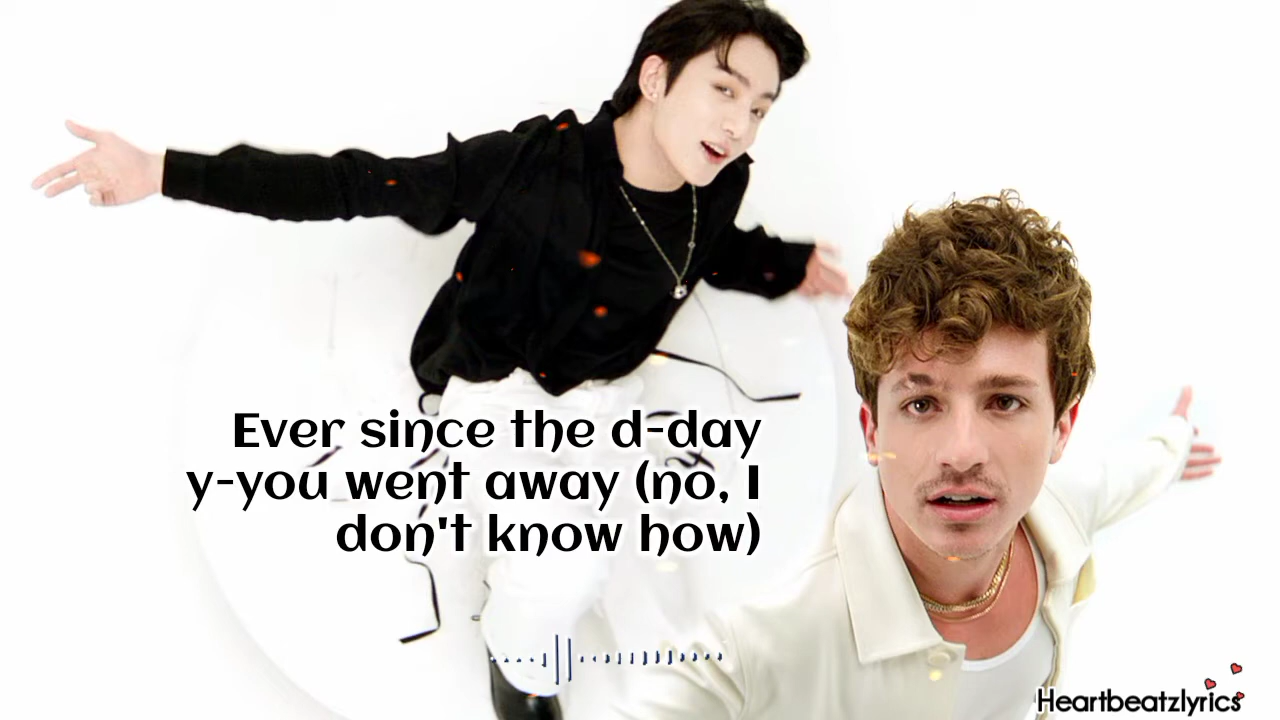 Ever since the d-day
y-you went away (no, I
don't know how)
Heartbeatzlyrics